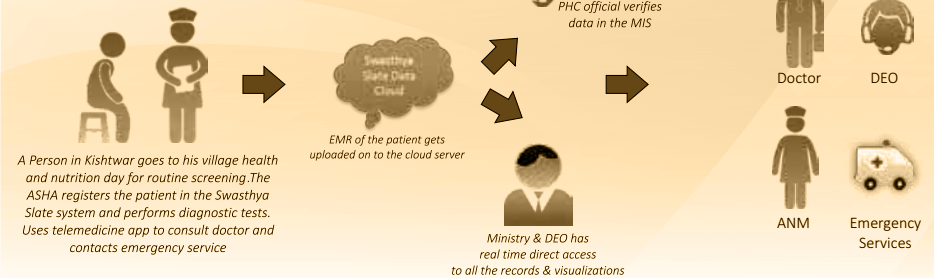 PHC official verifies
data in the MIS
Swasthya
Slate Data
Cloud
EMR of the patient gets
uploaded on to the cloud server
A Person in Kishtwar goes to his village health
and nutrition day for routine screening.The
ASHA registers the patient in the Swasthya
Slate system and performs diagnostic tests.
Uses telemedicine app to consult doctor and
contacts emergency service
Ministry & DEO has
real time direct access
to all the records & visualizations
Doctor
DEO
ANM
Emergency
Services